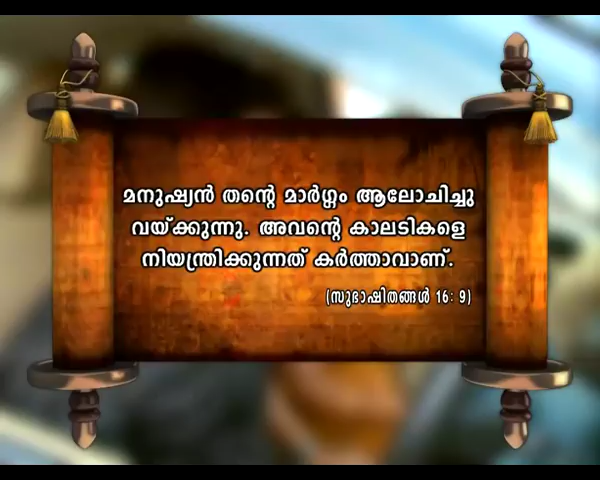 മനുഷ്യൻ തന്റെ മാർഗ്ഗം ആലോചിച്ചു
വയ്ക്കുന്നു. അവന്റെ കാലടികളെ
നിയന്ത്രിക്കുന്നത് കർത്താവാണ്.
(സുഭാഷിതങ്ങൾ 16: 9)